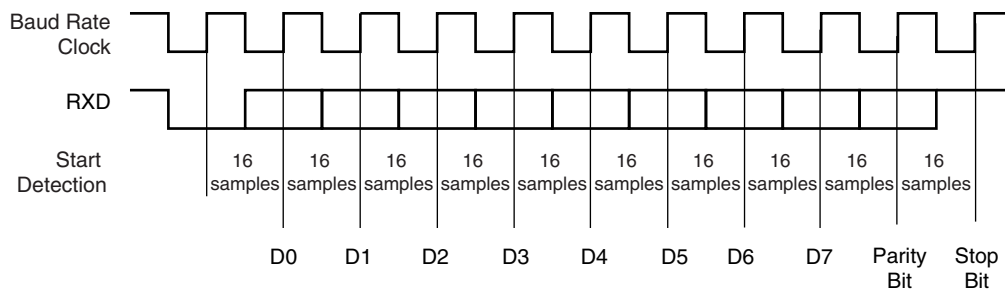 Baud Rate
Clock
RXD
Start
Detection
16 16 16 16 16 16 16 16 16 16
samples samples samples samples samples samples samples samples samples samples
D0 D1 D2 D3 D4 D5 D6 D7 Parity Stop
Bit Bit